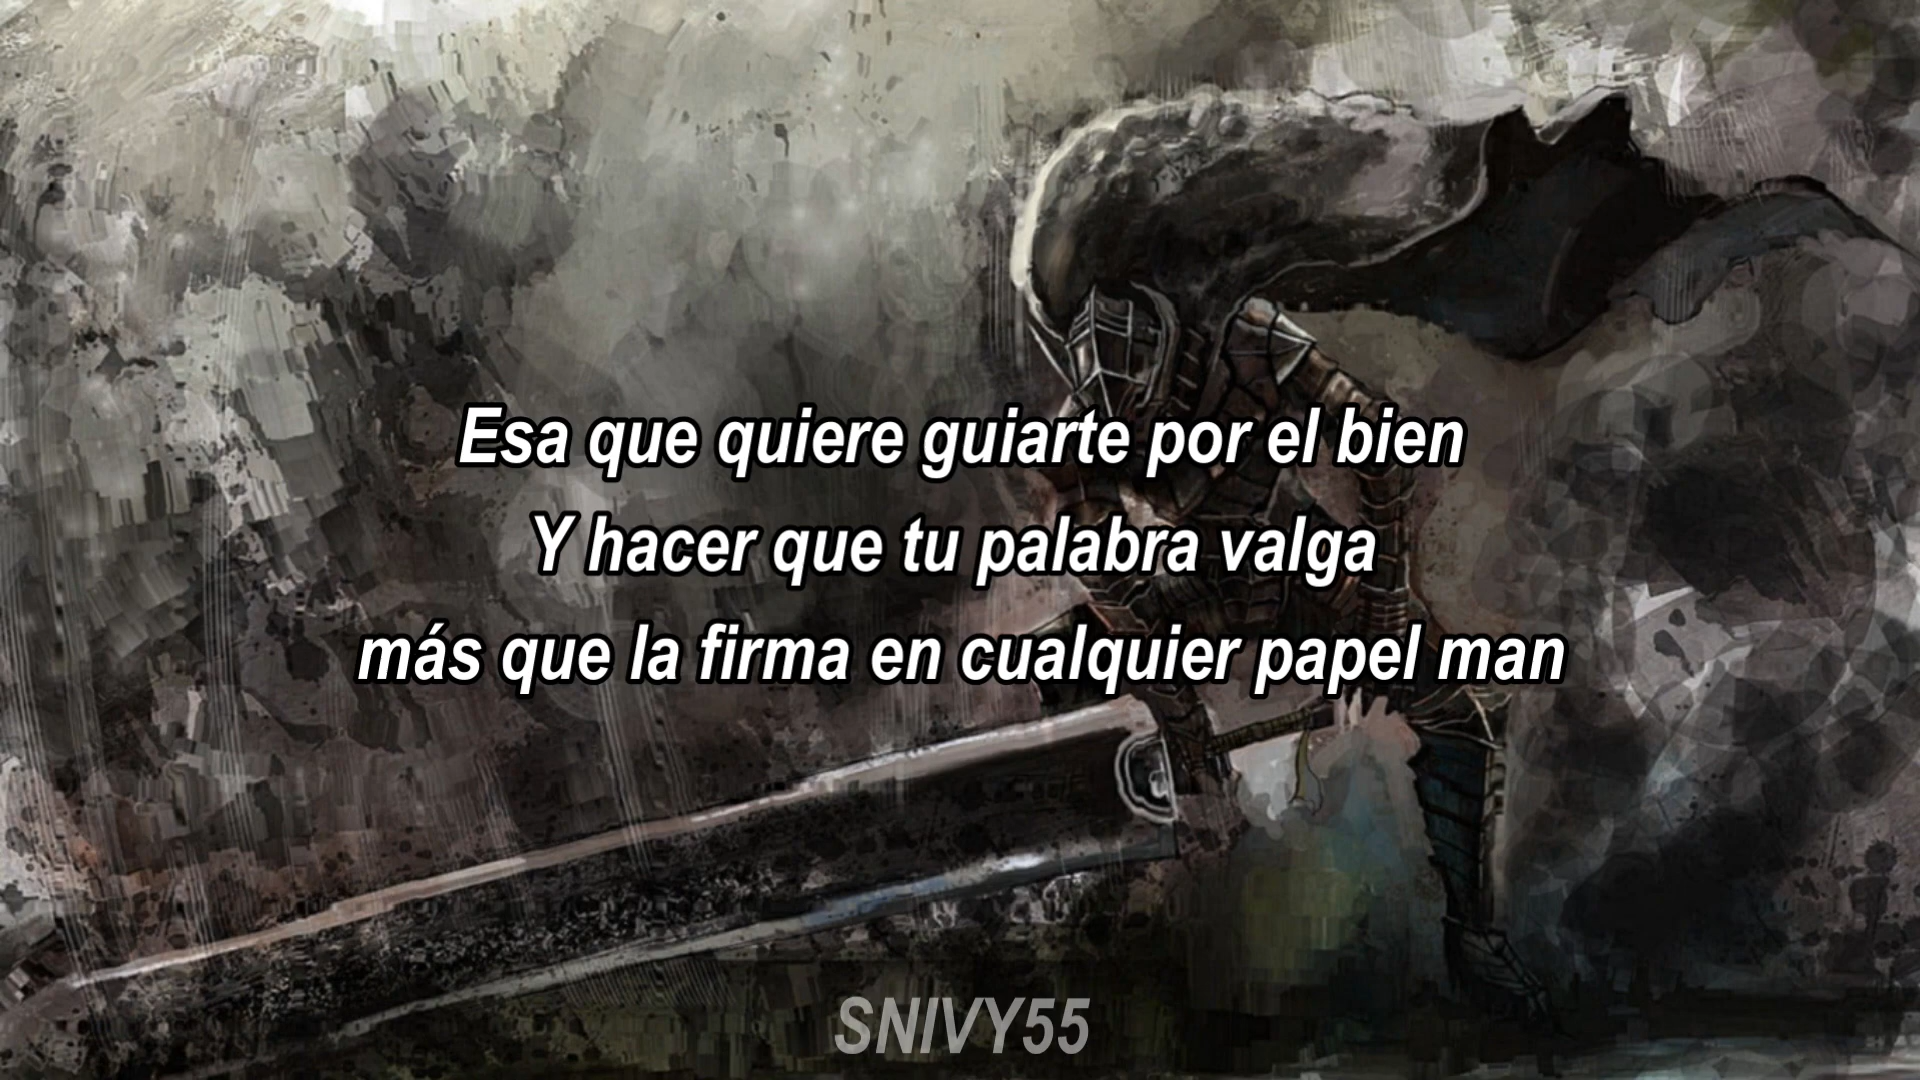 Esa que quiere guiarte por el bien
Y hacer que tu palabra valga
más que la firma en cualquier papel man
SNIVY55